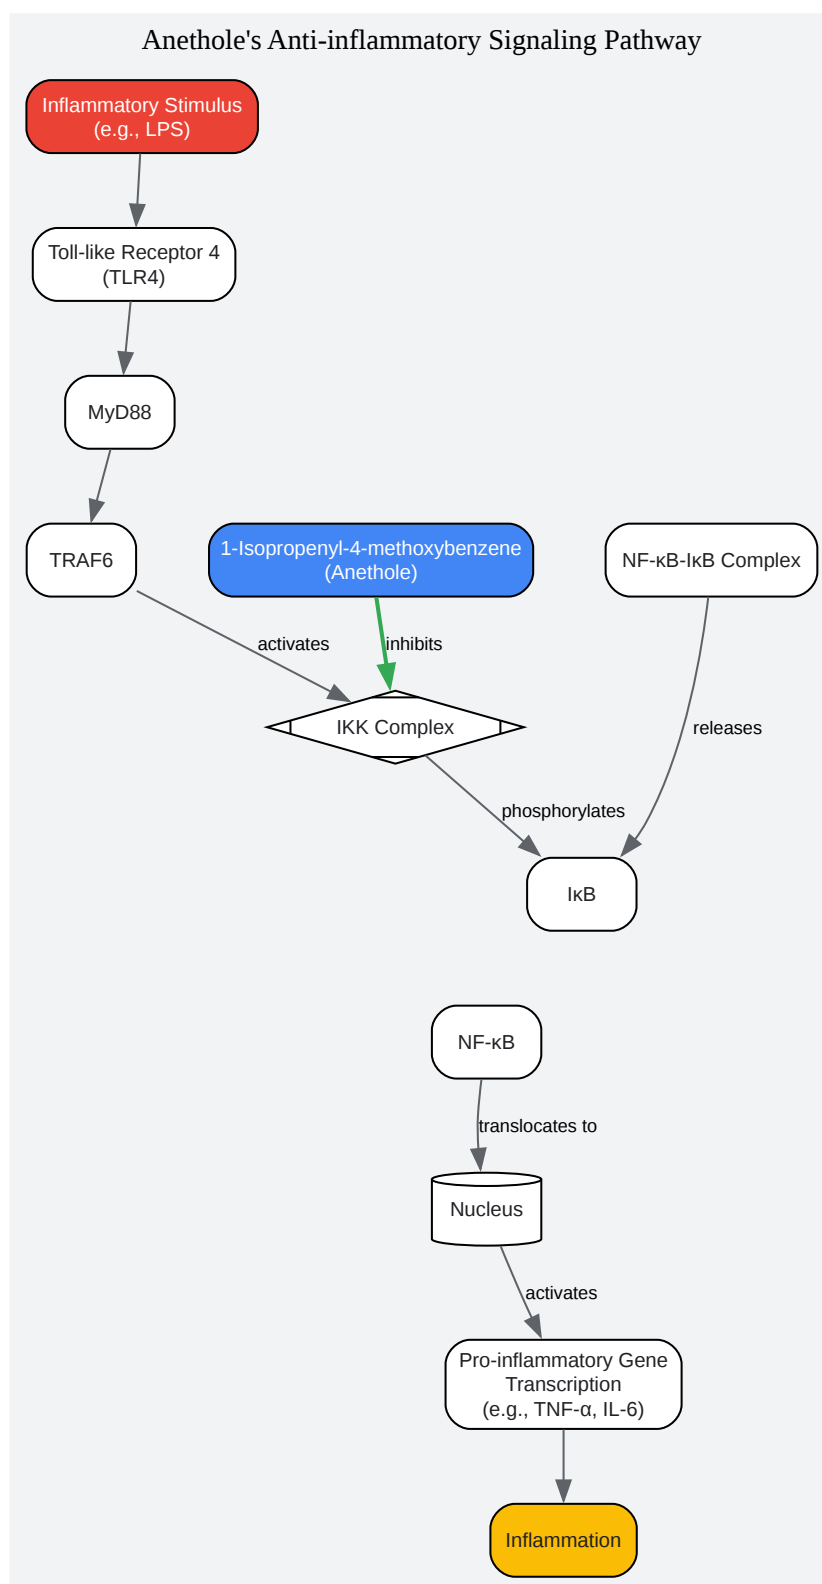 Anethole's Anti-inflammatory Signaling Pathway
Inflammatory Stimulus
(e.g., LPS)
Toll-like Receptor 4
(TLR4)
MyD88
TRAF6
1-Isopropenyl-4-methoxybenzene
(Anethole)
NF-κB-IκB Complex
activates
inhibits
IKK Complex
releases
phosphorylates
IκB
NF-κB
translocates to
Nucleus
activates
Pro-inflammatory Gene
Transcription
(e.g., TNF-α, IL-6)
Inflammation